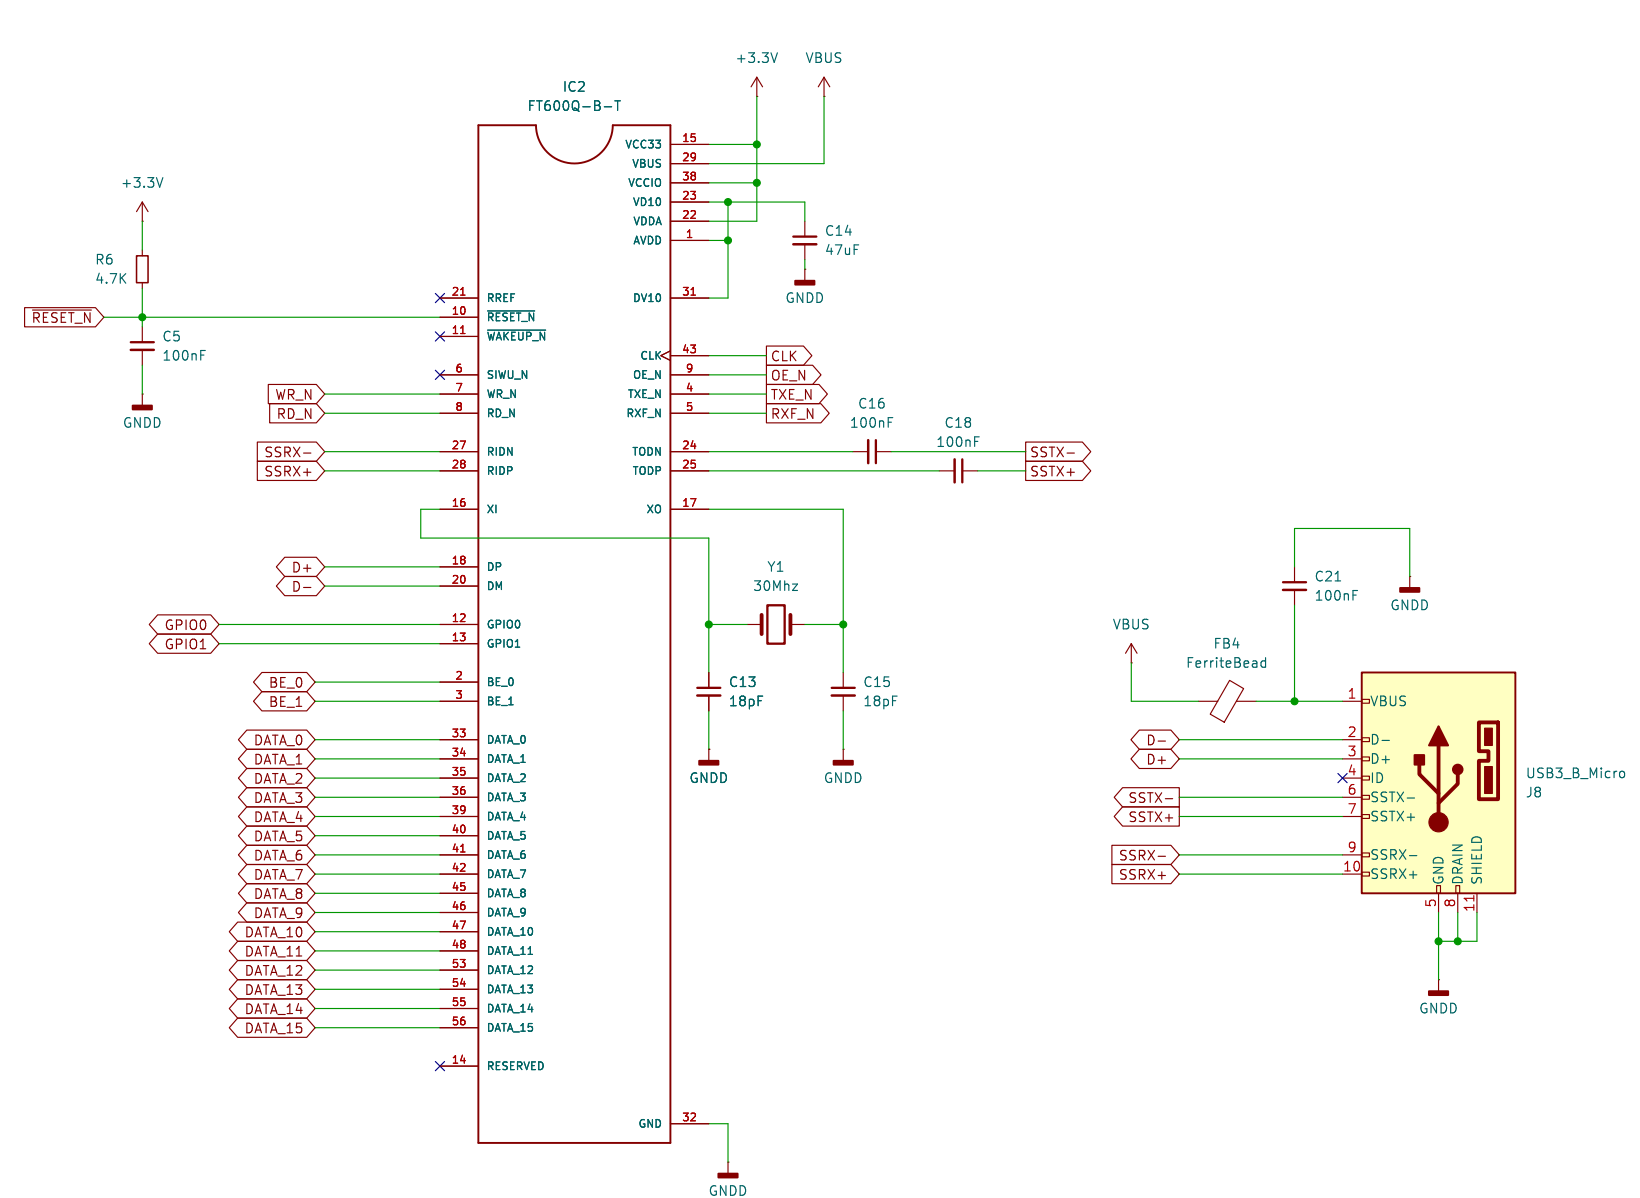 +3.3V
VBUS
IC2
FT600Q-B-T
+3.3V
R6
4.7K
RESET_N
C5
100nF
GNDD
21
RREF
10
RESET_N
11
WAKEUP_N
6
SIWU_N
WR_N
7
WR_N
RD_N
8
RD_N
SSRX-
27
RIDN
SSRX+
28
RIDP
16
XI
D+
18
DP
D-
20
DM
GPIO0
12
GPIO0
GPIO1
13
GPIO1
BE_0
2
BE_0
BE_1
3
BE_1
DATA_0
33
DATA_0
DATA_1
34
DATA_1
DATA_2
35
DATA_2
DATA_3
36
DATA_3
DATA_4
39
DATA_4
DATA_5
40
DATA_5
DATA_6
41
DATA_6
DATA_7
42
DATA_7
DATA_8
45
DATA_8
DATA_9
46
DATA_9
DATA_10
47
DATA_10
DATA_11
48
DATA_11
DATA_12
53
DATA_12
DATA_13
54
DATA_13
DATA_14
55
DATA_14
DATA_15
56
DATA_15
14
RESERVED
VCC33
15
VBUS
29
VCCIO
38
VD10
23
VDDA
22
AVDD
1
DV10
31
C14
47uF
GNDD
CLK
43
CLK
OE_N
9
OE_N
TXE_N
4
TXE_N
RXF_N
5
RXF_N
C16
100nF
C18
100nF
TODN
24
SSTX-
TODP
25
SSTX+
XO
17
Y1
30Mhz
C13
18pF
C15
18pF
GNDD
GNDD
GND
32
GNDD
C21
100nF
GNDD
VBUS
FB4
FerriteBead
1
VBUS
D-
2
D-
D+
3
D+
4
ID
SSTX-
6
SSTX-
SSTX+
7
SSTX+
SSRX-
9
SSRX-
SSRX+
10
SSRX+
USB3_B_Micro
J8
GND
DRAIN
SHIELD
5
8
11
GNDD